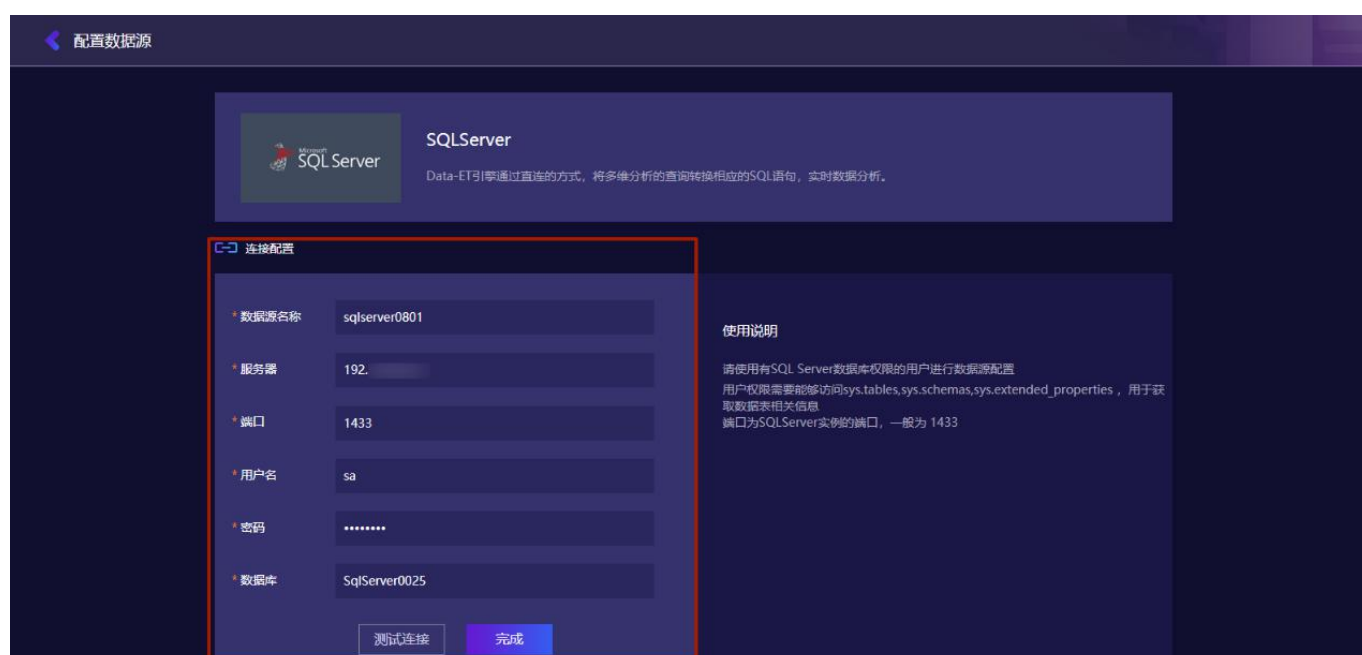 配置数据源
Microsoft
SQL Server
SQLServer
Data-ET引擎通过直连的方式，将多维分析的查询转换相应的SQL语句，实时数据分析。
连接配置
*数据源名称 sqlserver0801
*服务器 192.
*端口 1433
*用户名 sa
*密码 ••••••••
*数据库 SqlServer0025
测试连接 完成
使用说明
请使用有SQL Server数据库权限的用户进行数据源配置
用户权限需要能够访问sys.tables,sys.schemas,sys.extended_properties ，用于获
取数据表相关信息
端口为SQLServer实例的端口，一般为 1433